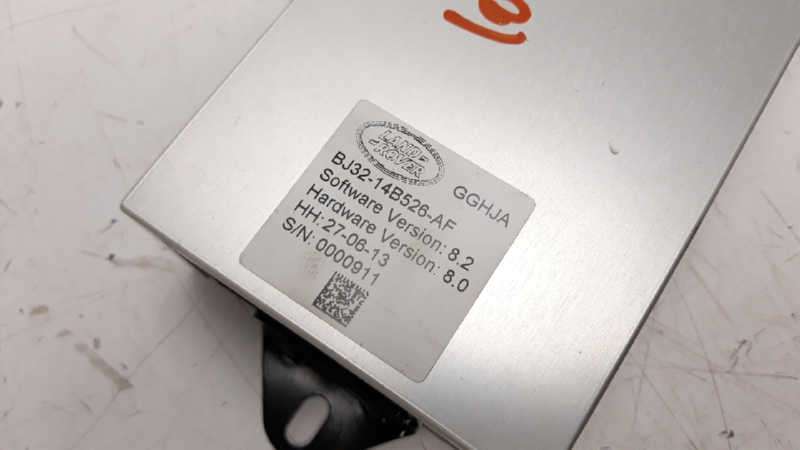 LAND
ROVER
GGHJA
BJ32-14B526-AF
Software Version: 8.2
Hardware Version: 8.0
HH: 27-06-13
S/N: 0000911